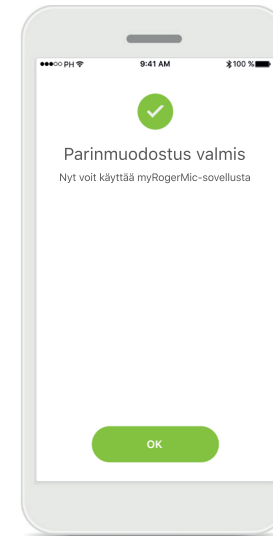 ●●●○○ PH 9:41 AM 100 %
Parinmuodostus valmis
Nyt voit käyttää myRogerMic-sovellusta
OK